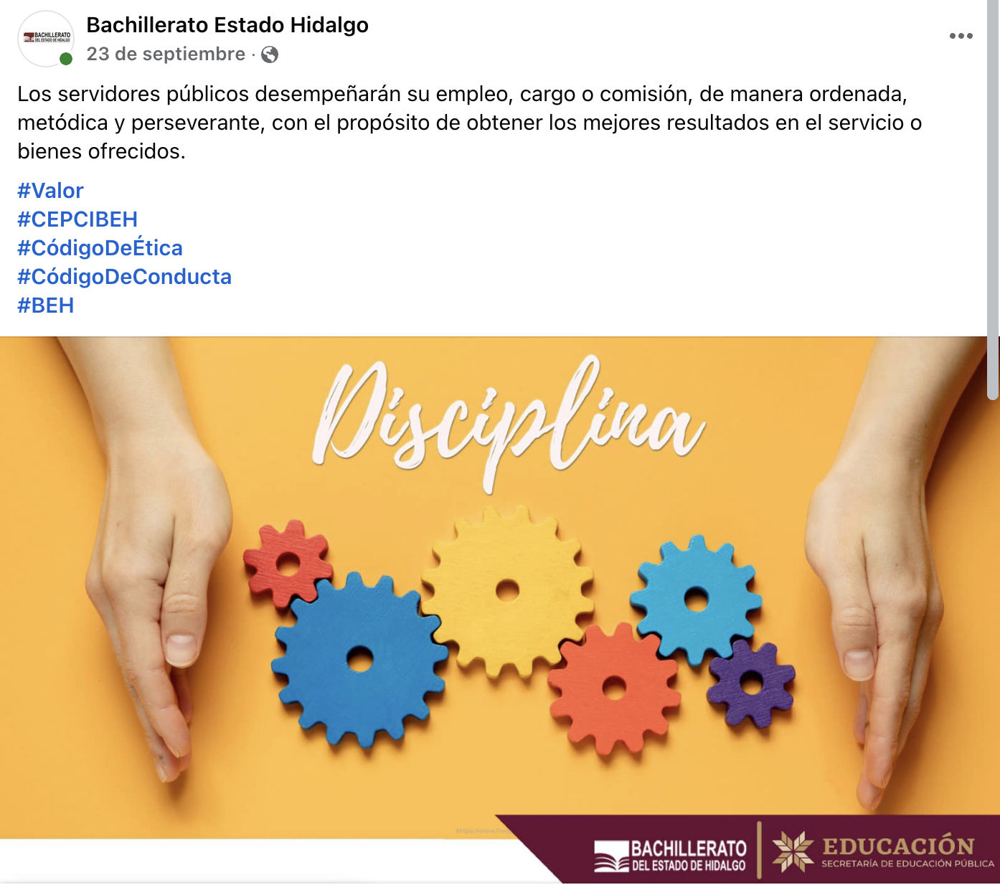 BACHILLERATO
DEL ESTADO DE HIDALGO
Bachillerato Estado Hidalgo
23 de septiembre ·
Los servidores públicos desempeñarán su empleo, cargo o comisión, de manera ordenada,
metódica y perseverante, con el propósito de obtener los mejores resultados en el servicio o
bienes ofrecidos.
#Valor
#CEPCIBEH
#CódigoDeÉtica
#CódigoDeConducta
#BEH
Disciplina
BACHILLERATO
DEL ESTADO DE HIDALGO
EDUCACIÓN
SECRETARÍA DE EDUCACIÓN PÚBLICA